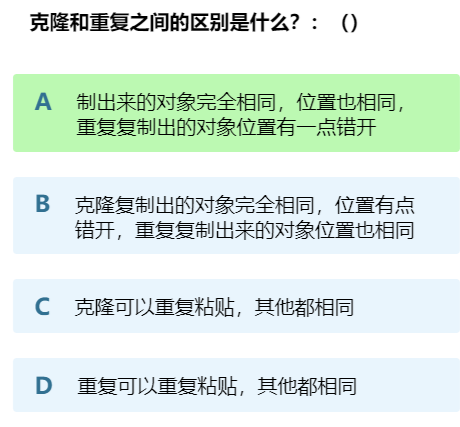 克隆和重复之间的区别是什么？：（）
A 制出来的对象完全相同，位置也相同，
重复复制出的对象位置有一点错开
B 克隆复制出的对象完全相同，位置有点
错开，重复复制出来的对象位置也相同
C 克隆可以重复粘贴，其他都相同
D 重复可以重复粘贴，其他都相同